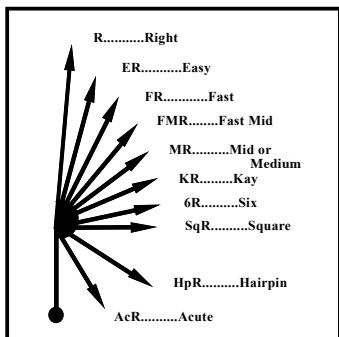 R...........Right
ER...........Easy
FR............Fast
FMR........Fast Mid
MR..........Mid or
Medium
KR.........Kay
6R..........Six
SqR..........Square
HpR..........Hairpin
AcR..........Acute